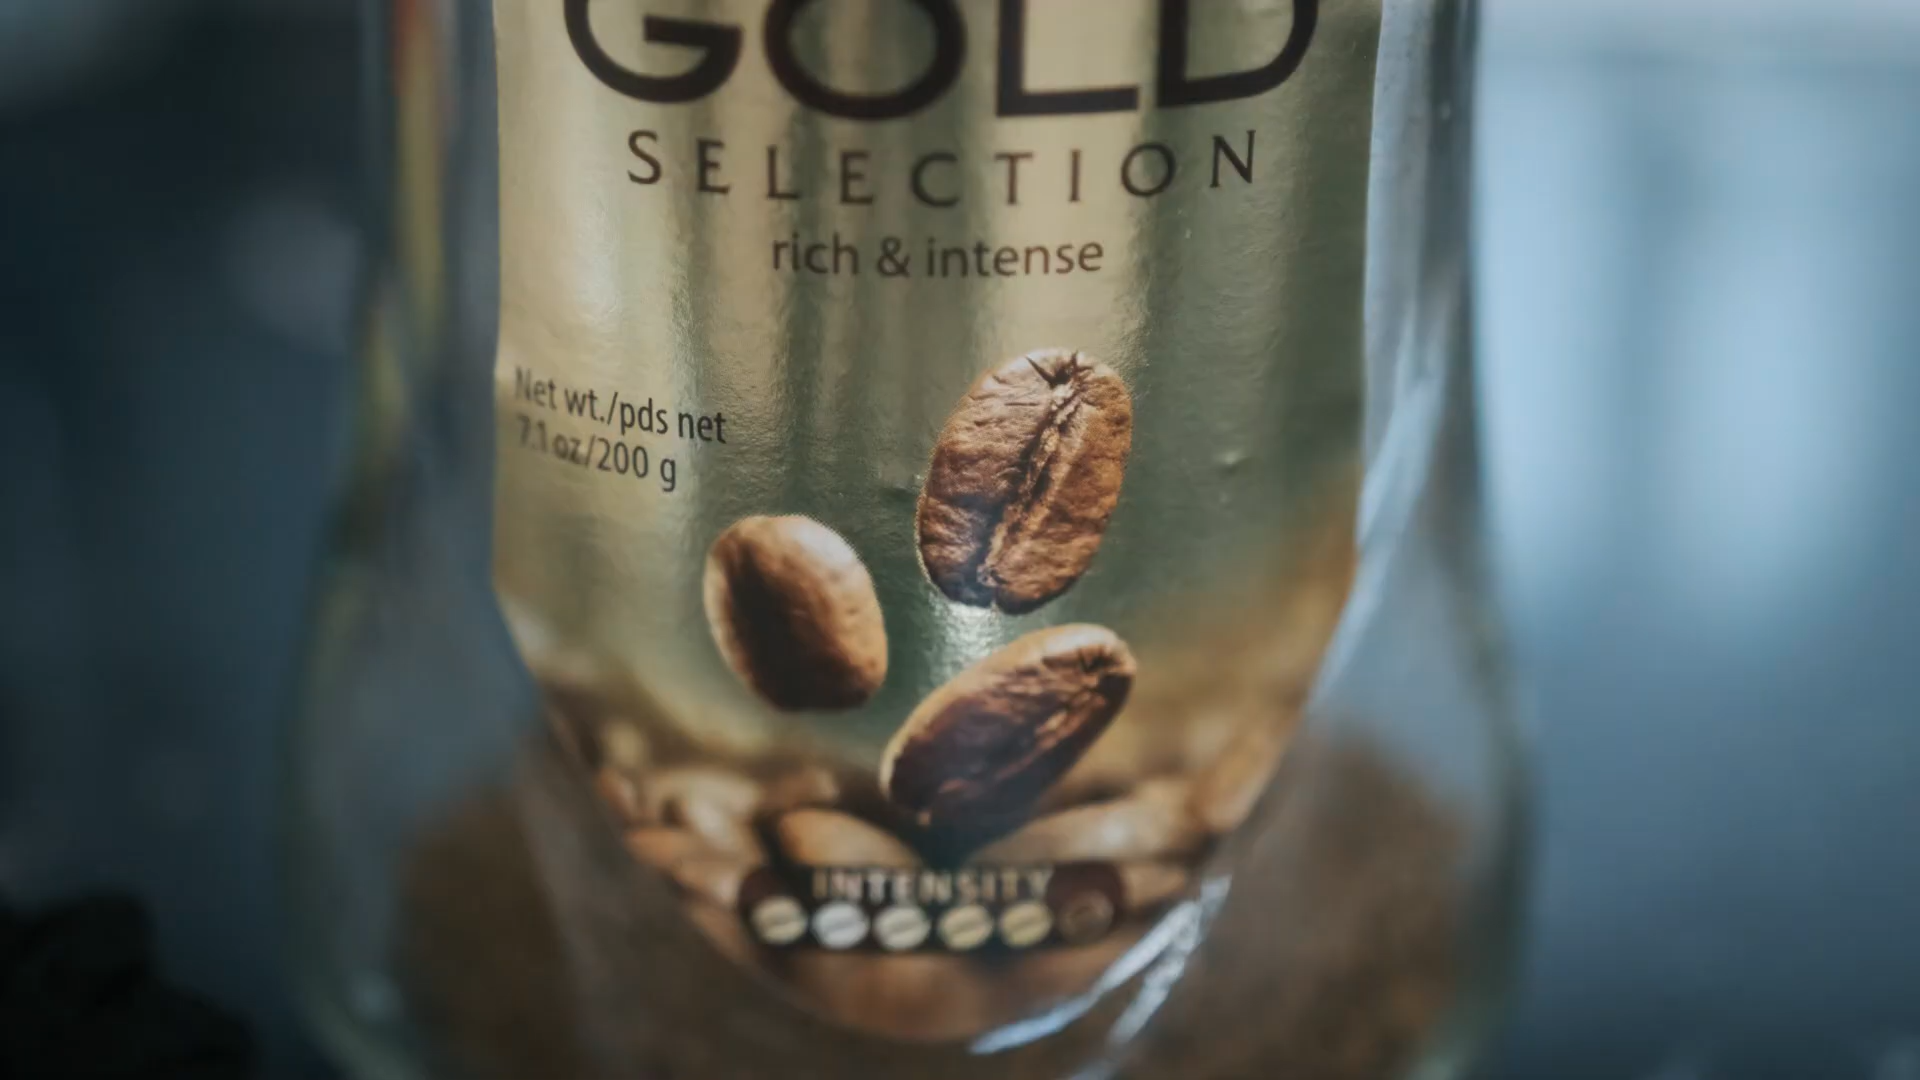 GOLD
SELECTION
rich & intense
Net wt./pds net
7.1 oz/200 g
INTENSITY